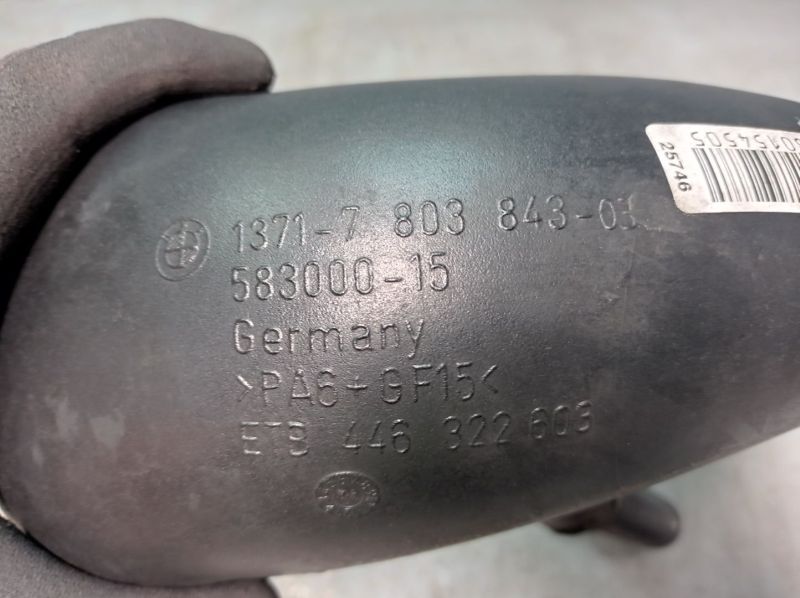 1371-7 803 843-03
583000-15
Germany
>PA6+GF15<
ETB 446 322 603
25746